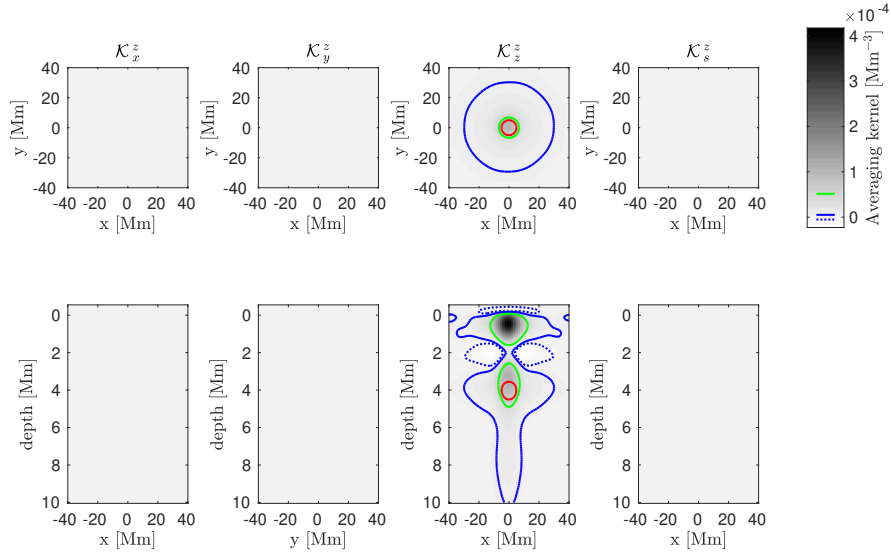 ×10⁻⁴
𝒦ᶻₓ 𝒦ᶻᵧ 𝒦ᶻ_z 𝒦ᶻₛ
40 40 40 40
20 20 20 20
0 0 0 0
-20 -20 -20 -20
-40 -40 -40 -40
y [Mm] y [Mm] y [Mm] y [Mm]
-40 -20 0 20 40 -40 -20 0 20 40 -40 -20 0 20 40 -40 -20 0 20 40
x [Mm] x [Mm] x [Mm] x [Mm]
4
3
2
1
0
Averaging kernel [Mm⁻³]
0 0 0 0
2 2 2 2
4 4 4 4
6 6 6 6
8 8 8 8
10 10 10 10
depth [Mm] depth [Mm] depth [Mm] depth [Mm]
-40 -20 0 20 40 -40 -20 0 20 40 -40 -20 0 20 40 -40 -20 0 20 40
x [Mm] y [Mm] x [Mm] x [Mm]